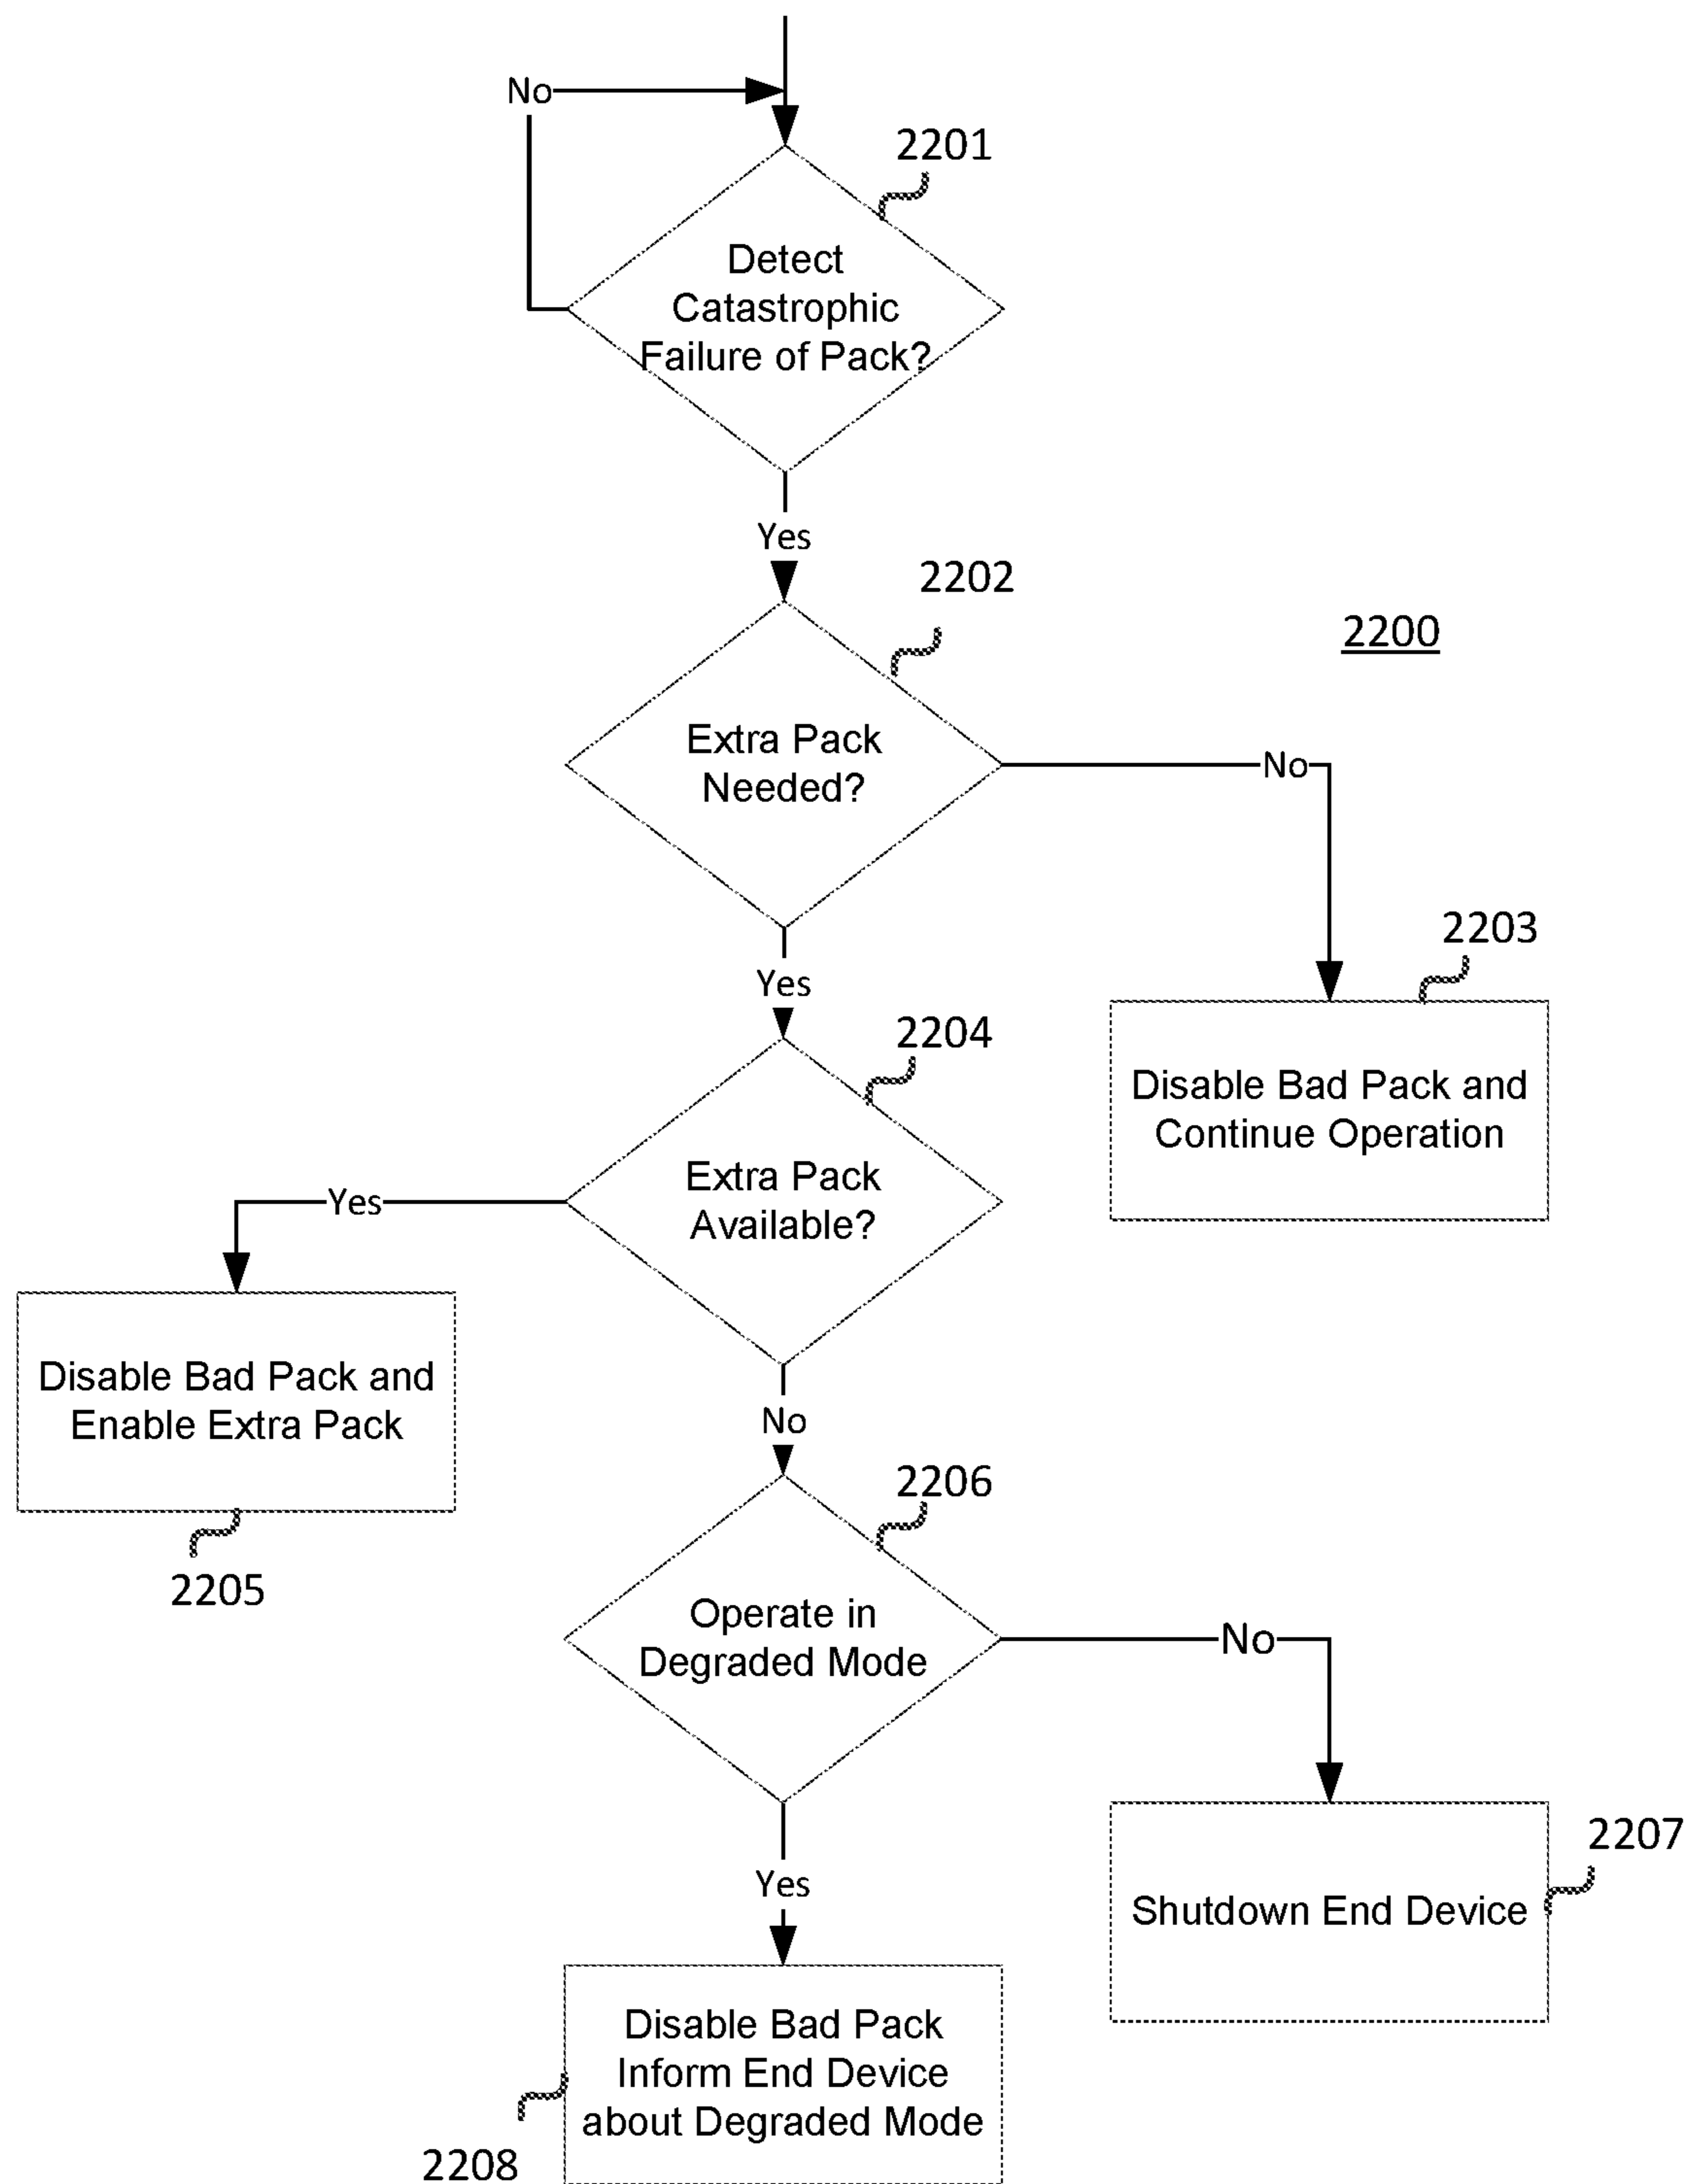 No
2201
Detect
Catastrophic
Failure of Pack?
Yes
2202
2200
Extra Pack
Needed?
No
2203
Yes
2204
Disable Bad Pack and
Continue Operation
Extra Pack
Available?
Yes
Disable Bad Pack and
Enable Extra Pack
No
2206
2205
Operate in
Degraded Mode
No
2207
Yes
Shutdown End Device
Disable Bad Pack
Inform End Device
about Degraded Mode
2208